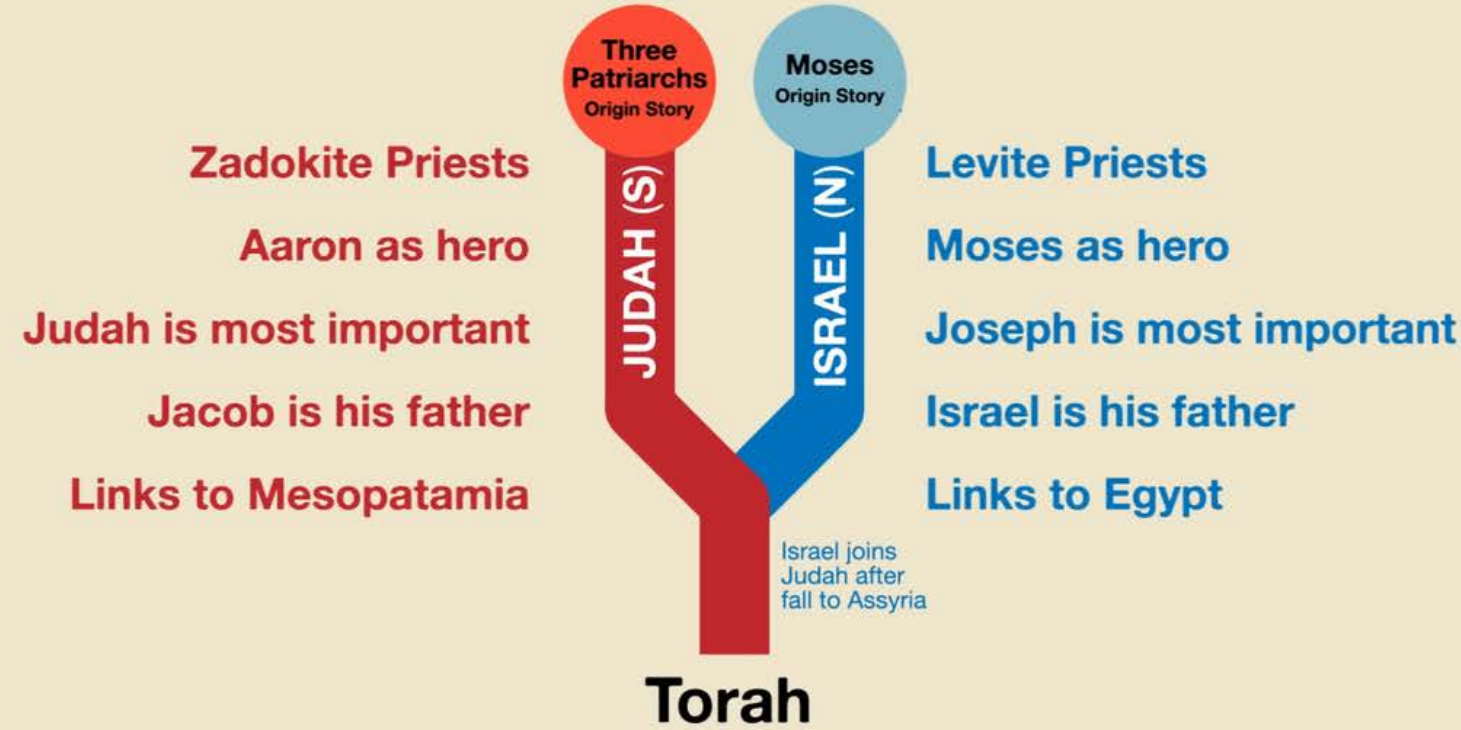 Three
Patriarchs
Origin Story
Moses
Origin Story
Zadokite Priests
Aaron as hero
Judah is most important
Jacob is his father
Links to Mesopatamia
JUDAH (S)
ISRAEL (N)
Levite Priests
Moses as hero
Joseph is most important
Israel is his father
Links to Egypt
Israel joins
Judah after
fall to Assyria
Torah